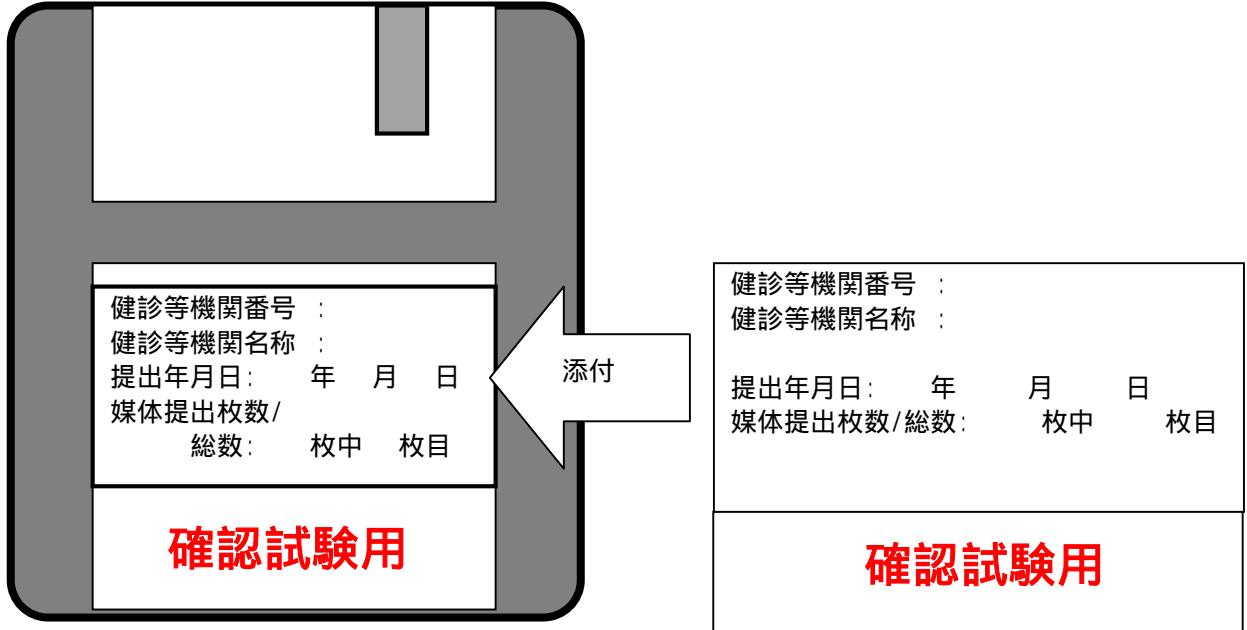 健診等機関番号 :
健診等機関名称 :
提出年月日: 年 月 日
媒体提出枚数/
総数: 枚中 枚目
確認試験用
添付
健診等機関番号 :
健診等機関名称 :
提出年月日: 年 月 日
媒体提出枚数/総数: 枚中 枚目
確認試験用